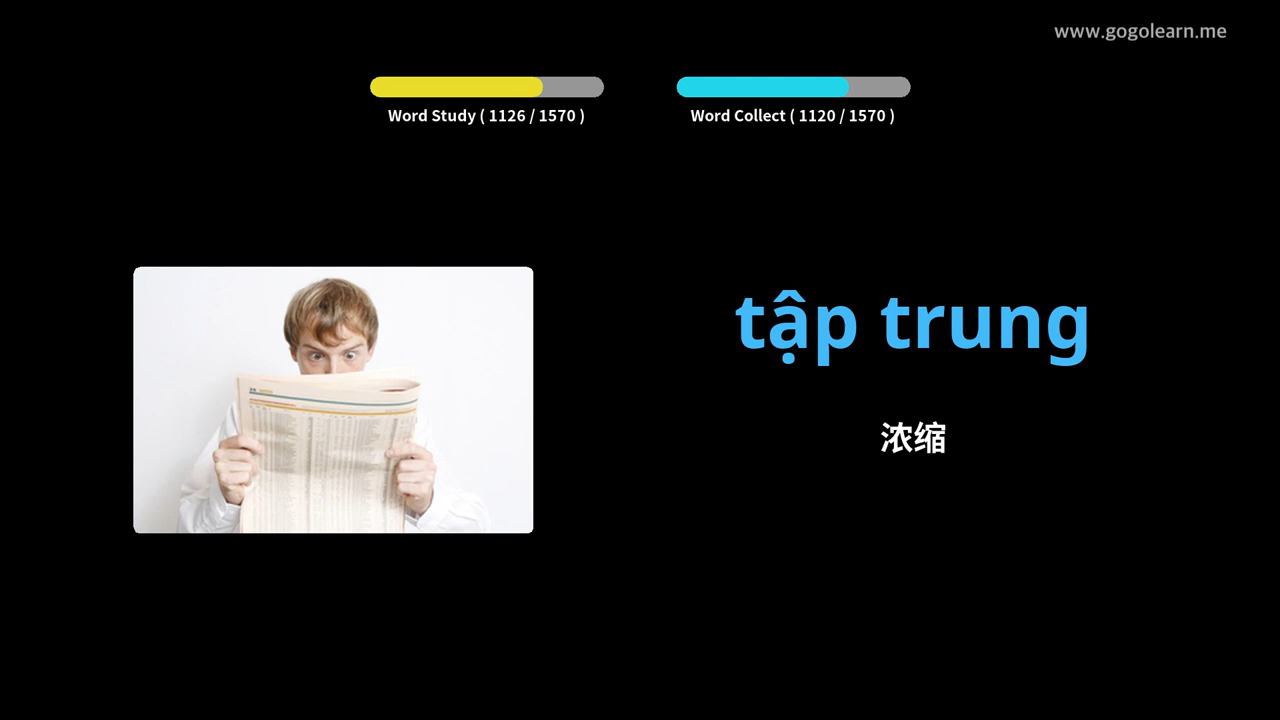 www.gogolearn.me
Word Study ( 1126 / 1570 )
Word Collect ( 1120 / 1570 )
tập trung
浓缩